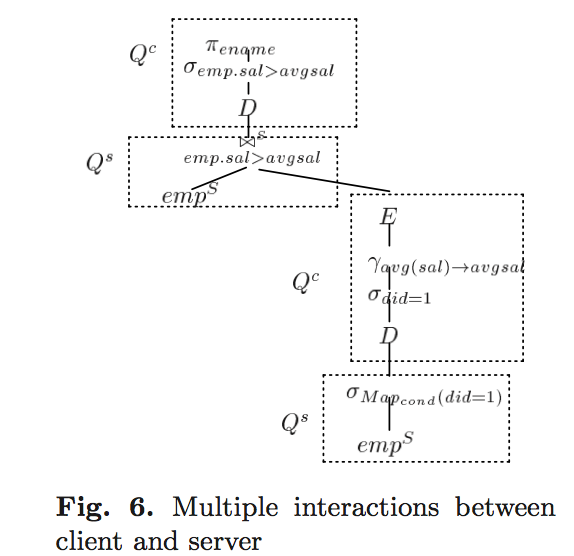 Q^c
π_ename
σ_emp.sal>avgsal
D
Q^s
⋈^s
emp.sal>avgsal
emp^S
E
Q^c
γ_avg(sal)→avgsal
σ_did=1
D
Q^s
σ_Map_cond(did=1)
emp^S
Fig. 6. Multiple interactions between
client and server